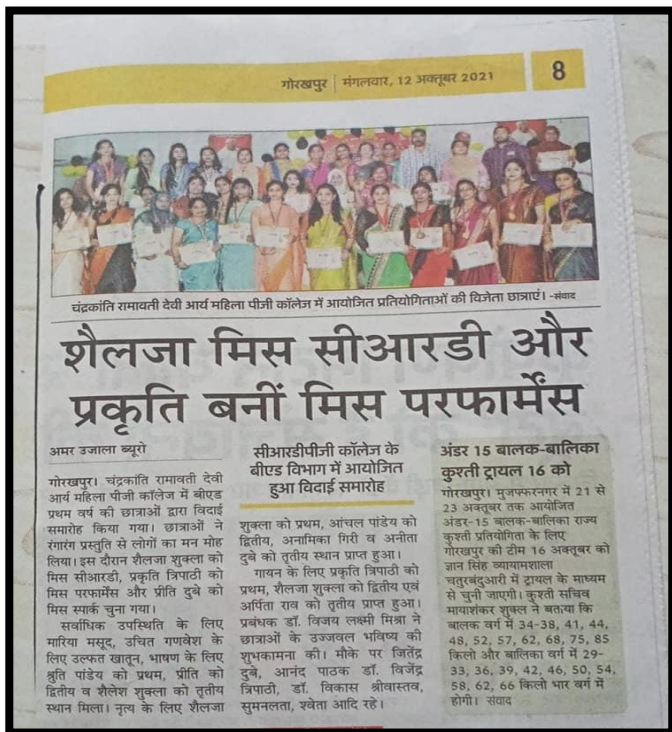 गोरखपुर | मंगलवार, 12 अक्तूबर 2021
8
चंद्रकांति रामावती देवी आर्य महिला पीजी कॉलेज में आयोजित प्रतियोगिताओं की विजेता छात्राएं। -संवाद
शैलजा मिस सीआरडी और
प्रकृति बनीं मिस परफार्मेंस
अमर उजाला ब्यूरो
गोरखपुर। चंद्रकांति रामावती देवी
आर्य महिला पीजी कॉलेज में बीएड
प्रथम वर्ष की छात्राओं द्वारा विदाई
समारोह किया गया। छात्राओं ने
रंगारंग प्रस्तुति से लोगों का मन मोह
लिया। इस दौरान शैलजा शुक्ला को
मिस सीआरडी, प्रकृति त्रिपाठी को
मिस परफार्मेंस और प्रीति दुबे को
मिस स्पार्क चुना गया।
सर्वाधिक उपस्थिति के लिए
मारिया मसूद, उचित गणवेश के
लिए उल्फत खातून, भाषण के लिए
श्रुति पांडेय को प्रथम, प्रीति को
द्वितीय व शैलेश शुक्ला को तृतीय
स्थान मिला। नृत्य के लिए शैलजा
सीआरडीपीजी कॉलेज के
बीएड विभाग में आयोजित
हुआ विदाई समारोह
शुक्ला को प्रथम, आंचल पांडेय को
द्वितीय, अनामिका गिरी व अनीता
दुबे को तृतीय स्थान प्राप्त हुआ।
गायन के लिए प्रकृति त्रिपाठी को
प्रथम, शैलजा शुक्ला को द्वितीय एवं
अर्पिता राव को तृतीय प्राप्त हुआ।
प्रबंधक डॉ. विजय लक्ष्मी मिश्रा ने
छात्राओं के उज्जवल भविष्य की
शुभकामना की। मौके पर जितेंद्र
दुबे, आनंद पाठक डॉ. विजेंद्र
त्रिपाठी, डॉ. विकास श्रीवास्तव,
सुमनलता, श्वेता आदि रहे।
अंडर 15 बालक-बालिका
कुश्ती ट्रायल 16 को
गोरखपुर। मुजफ्फरनगर में 21 से
23 अक्तूबर तक आयोजित
अंडर-15 बालक-बालिका राज्य
कुश्ती प्रतियोगिता के लिए
गोरखपुर की टीम 16 अक्तूबर को
ज्ञान सिंह व्यायामशाला
चतुरबंदुआरी में ट्रायल के माध्यम
से चुनी जाएगी। कुश्ती सचिव
मायाशंकर शुक्ल ने बताया कि
बालक वर्ग में 34-38, 41, 44,
48, 52, 57, 62, 68, 75, 85
किलो और बालिका वर्ग में 29-
33, 36, 39, 42, 46, 50, 54,
58, 62, 66 किलो भार वर्ग में
होगी। संवाद